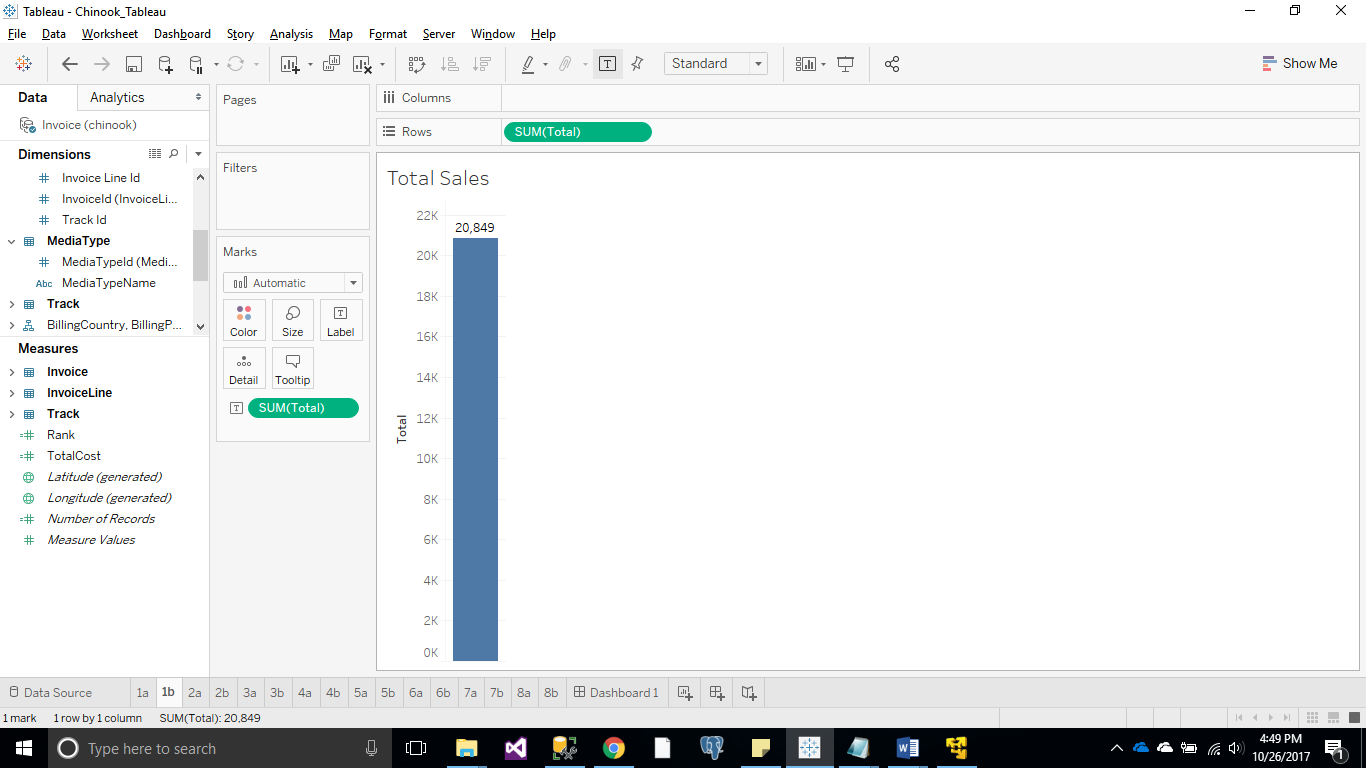 Tableau - Chinook_Tableau
File Data Worksheet Dashboard Story Analysis Map Format Server Window Help
Standard
Show Me
Data Analytics
Invoice (chinook)
Dimensions
Invoice Line Id
InvoiceId (InvoiceLi...
Track Id
MediaType
MediaTypeId (Medi...
Abc MediaTypeName
Track
BillingCountry, BillingP...
Measures
Invoice
InvoiceLine
Track
Rank
TotalCost
Latitude (generated)
Longitude (generated)
Number of Records
Measure Values
Pages
Filters
Marks
Automatic
Color Size Label
Detail Tooltip
SUM(Total)
Columns
Rows SUM(Total)
Total Sales
22K
20,849
20K
18K
16K
14K
12K
10K
8K
6K
4K
2K
0K
Total
Data Source 1a 1b 2a 2b 3a 3b 4a 4b 5a 5b 6a 6b 7a 7b 8a 8b Dashboard 1
1 mark 1 row by 1 column SUM(Total): 20,849
Type here to search
4:49 PM
10/26/2017
1